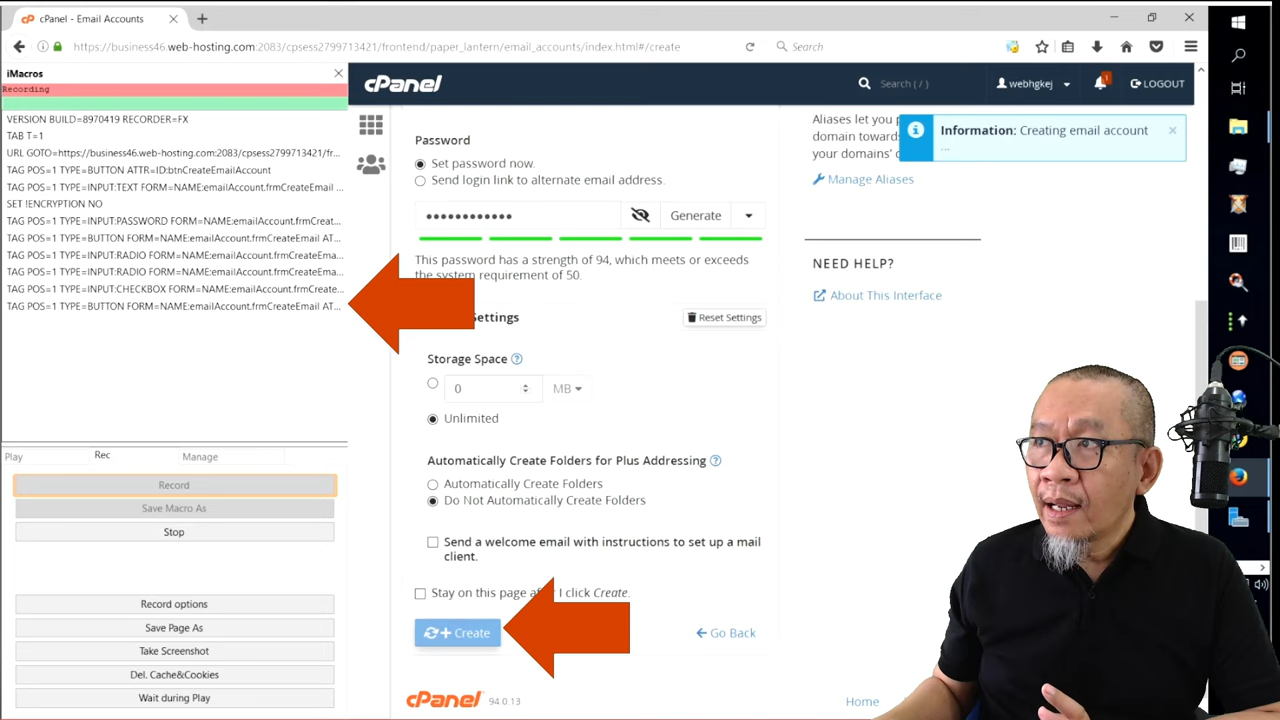 cPanel - Email Accounts
https://business46.web-hosting.com:2083/cpsess2799713421/frontend/paper_lantern/email_accounts/index.html#/create
Search
iMacros
Recording
VERSION BUILD=8970419 RECORDER=FX
TAB T=1
URL GOTO=https://business46.web-hosting.com:2083/cpsess2799713421/fr...
TAG POS=1 TYPE=BUTTON ATTR=ID:btnCreateEmailAccount
TAG POS=1 TYPE=INPUT:TEXT FORM=NAME:emailAccount.frmCreateEmail ...
SET !ENCRYPTION NO
TAG POS=1 TYPE=INPUT:PASSWORD FORM=NAME:emailAccount.frmCreat...
TAG POS=1 TYPE=BUTTON FORM=NAME:emailAccount.frmCreateEmail AT...
TAG POS=1 TYPE=INPUT:RADIO FORM=NAME:emailAccount.frmCreateEma...
TAG POS=1 TYPE=INPUT:RADIO FORM=NAME:emailAccount.frmCreateEma...
TAG POS=1 TYPE=INPUT:CHECKBOX FORM=NAME:emailAccount.frmCreate...
TAG POS=1 TYPE=BUTTON FORM=NAME:emailAccount.frmCreateEmail AT...
Play Rec Manage
Record
Save Macro As
Stop
Record options
Save Page As
Take Screenshot
Del. Cache&Cookies
Wait during Play
cPanel
Search ( / )
webhgkej
1
LOGOUT
Password
Set password now.
Send login link to alternate email address.
Generate
This password has a strength of 94, which meets or exceeds
the system requirement of 50.
Settings
Reset Settings
Storage Space
0 MB
Unlimited
Automatically Create Folders for Plus Addressing
Automatically Create Folders
Do Not Automatically Create Folders
Send a welcome email with instructions to set up a mail
client.
Stay on this page I click Create.
Create
Go Back
cPanel 94.0.13
Home
Aliases let you
domain towards
your domains'
Manage Aliases
Information: Creating email account
...
NEED HELP?
About This Interface